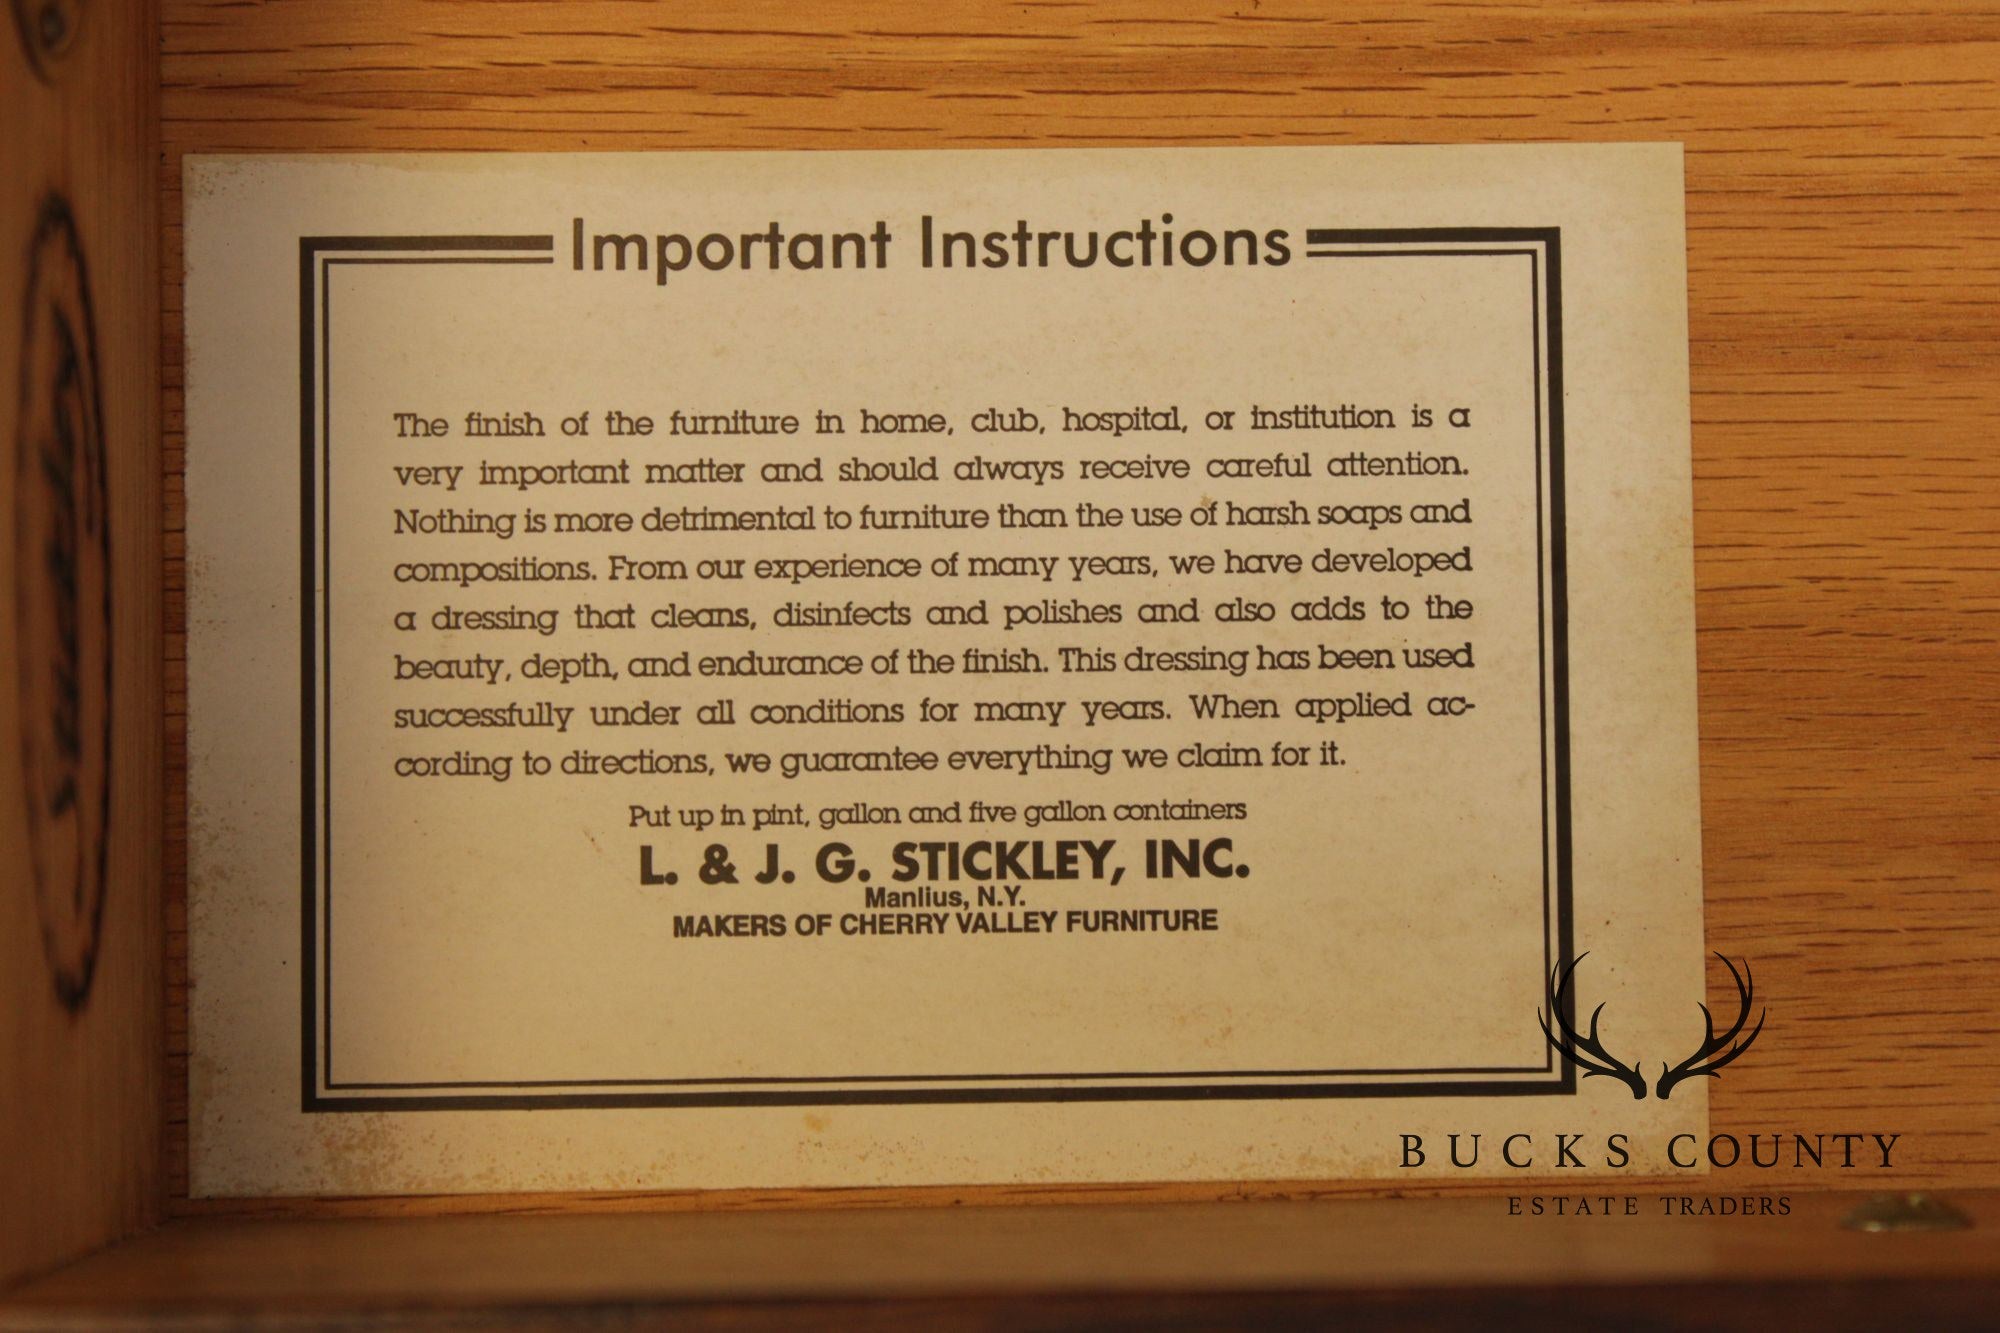 Important Instructions
The finish of the furniture in home, club, hospital, or institution is a
very important matter and should always receive careful attention.
Nothing is more detrimental to furniture than the use of harsh soaps and
compositions. From our experience of many years, we have developed
a dressing that cleans, disinfects and polishes and also adds to the
beauty, depth, and endurance of the finish. This dressing has been used
successfully under all conditions for many years. When applied ac-
cording to directions, we guarantee everything we claim for it.
Put up in pint, gallon and five gallon containers
L. & J. G. STICKLEY, INC.
Manlius, N.Y.
MAKERS OF CHERRY VALLEY FURNITURE
BUCKS COUNTY
ESTATE TRADERS